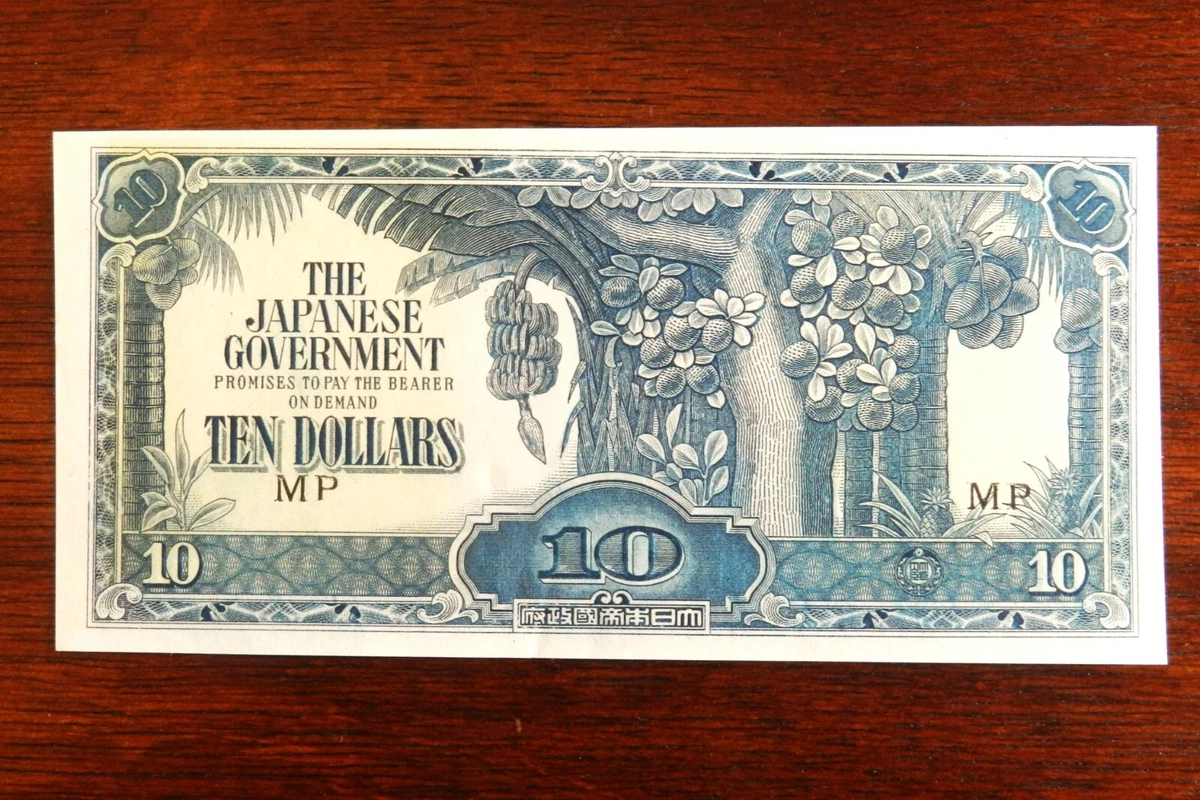 10
10
THE
JAPANESE
GOVERNMENT
PROMISES TO PAY THE BEARER
ON DEMAND
TEN DOLLARS
MP
MP
10
10
10
府政國帝本日大